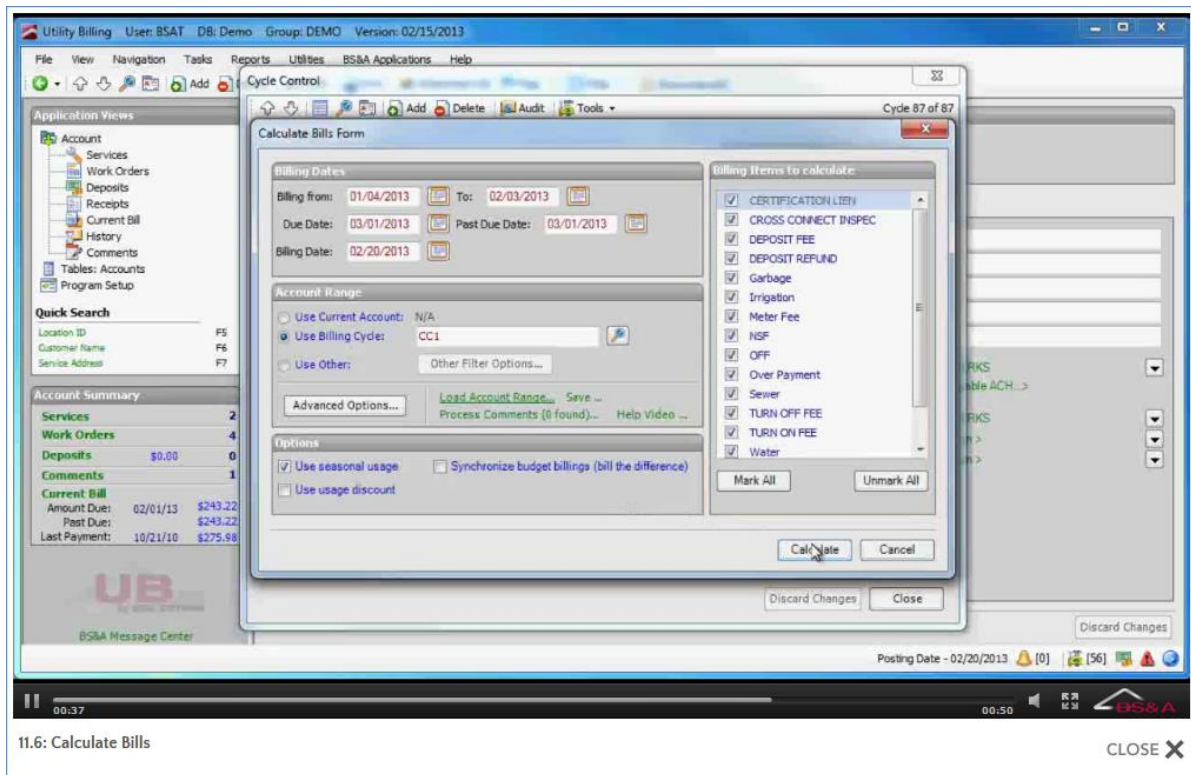 Utility Billing User: BSAT DB: Demo Group: DEMO Version: 02/15/2013
File View Navigation Tasks Reports Utilities BS&A Applications Help
Add
Cycle Control
Add Delete Audit Tools Cycle 87 of 87
Application Views
Account
Services
Work Orders
Deposits
Receipts
Current Bill
History
Comments
Tables: Accounts
Program Setup
Quick Search
Location ID F5
Customer Name F6
Service Address F7
Account Summary
Services 2
Work Orders 4
Deposits $0.00 0
Comments 1
Current Bill
Amount Due: 02/01/13 $243.22
Past Due: $243.22
Last Payment: 10/21/10 $275.98
UB
BS&A Message Center
Calculate Bills Form
Billing Dates
Billing from: 01/04/2013 To: 02/03/2013
Due Date: 03/01/2013 Past Due Date: 03/01/2013
Billing Date: 02/20/2013
Account Range
Use Current Account: N/A
Use Billing Cycle: CC1
Use Other: Other Filter Options...
Advanced Options... Load Account Range... Save ...
Process Comments (0 found)... Help Video ...
Options
Use seasonal usage Synchronize budget billings (bill the difference)
Use usage discount
Billing Items to calculate
CERTIFICATION LIEN
CROSS CONNECT INSPEC
DEPOSIT FEE
DEPOSIT REFUND
Garbage
Irrigation
Meter Fee
NSF
OFF
Over Payment
Sewer
TURN OFF FEE
TURN ON FEE
Water
Mark All Unmark All
Calculate Cancel
Discard Changes Close
RKS
able ACH...>
RKS
n >
n >
Discard Changes
Posting Date - 02/20/2013 [0] [56]
00:37 00:50 BS&A
11.6: Calculate Bills
CLOSE